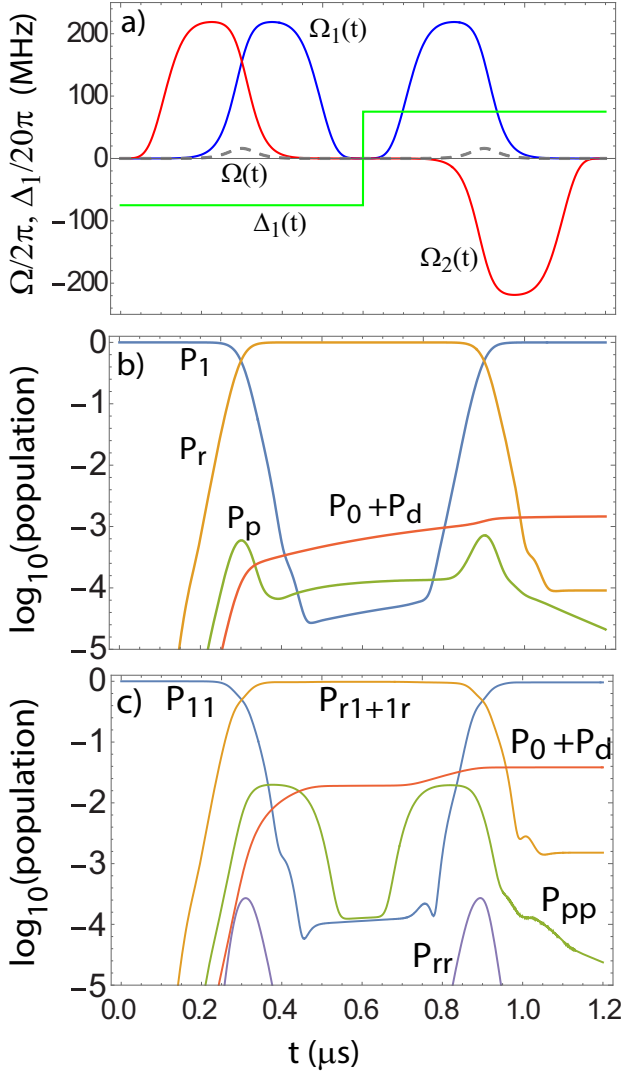 a)
Ω₁(t)
200
100
0
−100
−200
Ω(t)
Δ₁(t)
Ω₂(t)
Ω/2π, Δ₁/20π (MHz)
b)
0
−1
−2
−3
−4
−5
P₁
Pᵣ
Pₚ
P₀+P_d
log₁₀(population)
c)
0
−1
−2
−3
−4
−5
P₁₁
Pᵣ₁₊₁ᵣ
P₀+P_d
Pₚₚ
Pᵣᵣ
log₁₀(population)
0.0 0.2 0.4 0.6 0.8 1.0 1.2
t (μs)